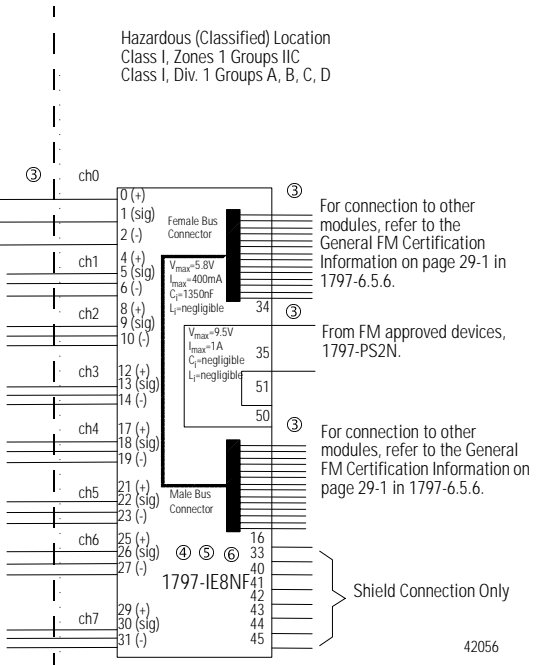 Hazardous (Classified) Location
Class I, Zones 1 Groups IIC
Class I, Div. 1 Groups A, B, C, D
③
ch0
0 (+)
1 (sig)
2 (-)
ch1
4 (+)
5 (sig)
6 (-)
ch2
8 (+)
9 (sig)
10 (-)
ch3
12 (+)
13 (sig)
14 (-)
ch4
17 (+)
18 (sig)
19 (-)
ch5
21 (+)
22 (sig)
23 (-)
ch6
25 (+)
26 (sig)
27 (-)
ch7
29 (+)
30 (sig)
31 (-)
Female Bus
Connector
Vmax=5.8V
Imax=400mA
Ci=1350nF
Li=negligible
34
Vmax=9.5V
Imax=1A
Ci=negligible
Li=negligible
35
51
50
Male Bus
Connector
④ ⑤ ⑥
1797-IE8NF
16
33
40
41
42
43
44
45
③
For connection to other
modules, refer to the
General FM Certification
Information on page 29-1 in
1797-6.5.6.
③
From FM approved devices,
1797-PS2N.
③
For connection to other
modules, refer to the General
FM Certification Information on
page 29-1 in 1797-6.5.6.
Shield Connection Only
42056